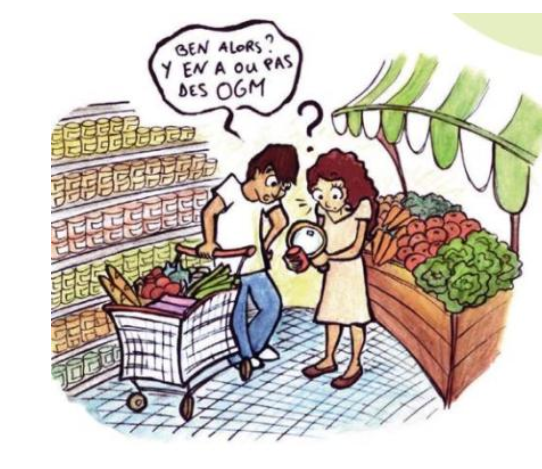 BEN ALORS?
Y EN A OU PAS
DES OGM
?